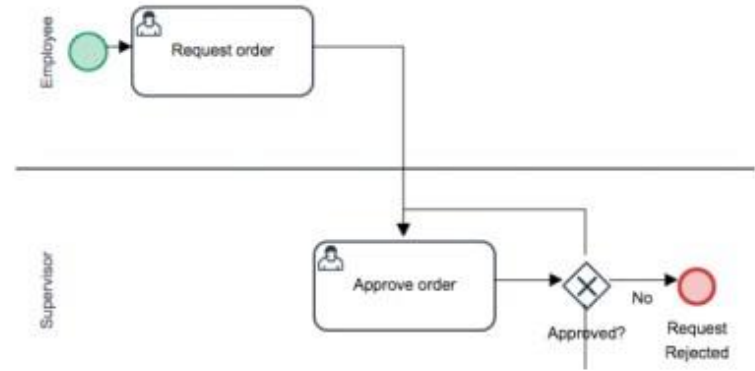 Employee
Request order
Supervisor
Approve order
Approved?
No
Request
Rejected